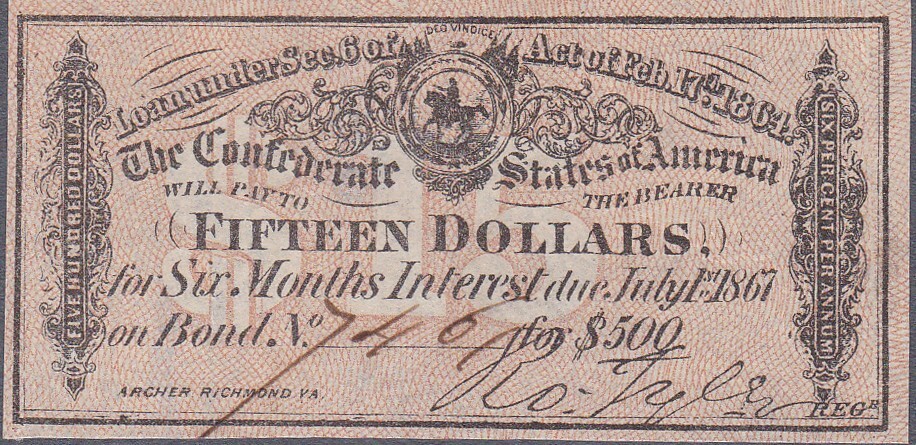 DEO VINDICE
Loan under Sec 6 of Act of Feb. 17th 1864.
The Confederate States of America
WILL PAY TO THE BEARER
FIFTEEN DOLLARS.
for Six Months Interest due July 1st 1867
on Bond. No. 7461 for $500
Ro. Tyler
ARCHER RICHMOND VA. REGR
FIVE HUNDRED DOLLARS
SIX PER CENT PER ANNUM
$15